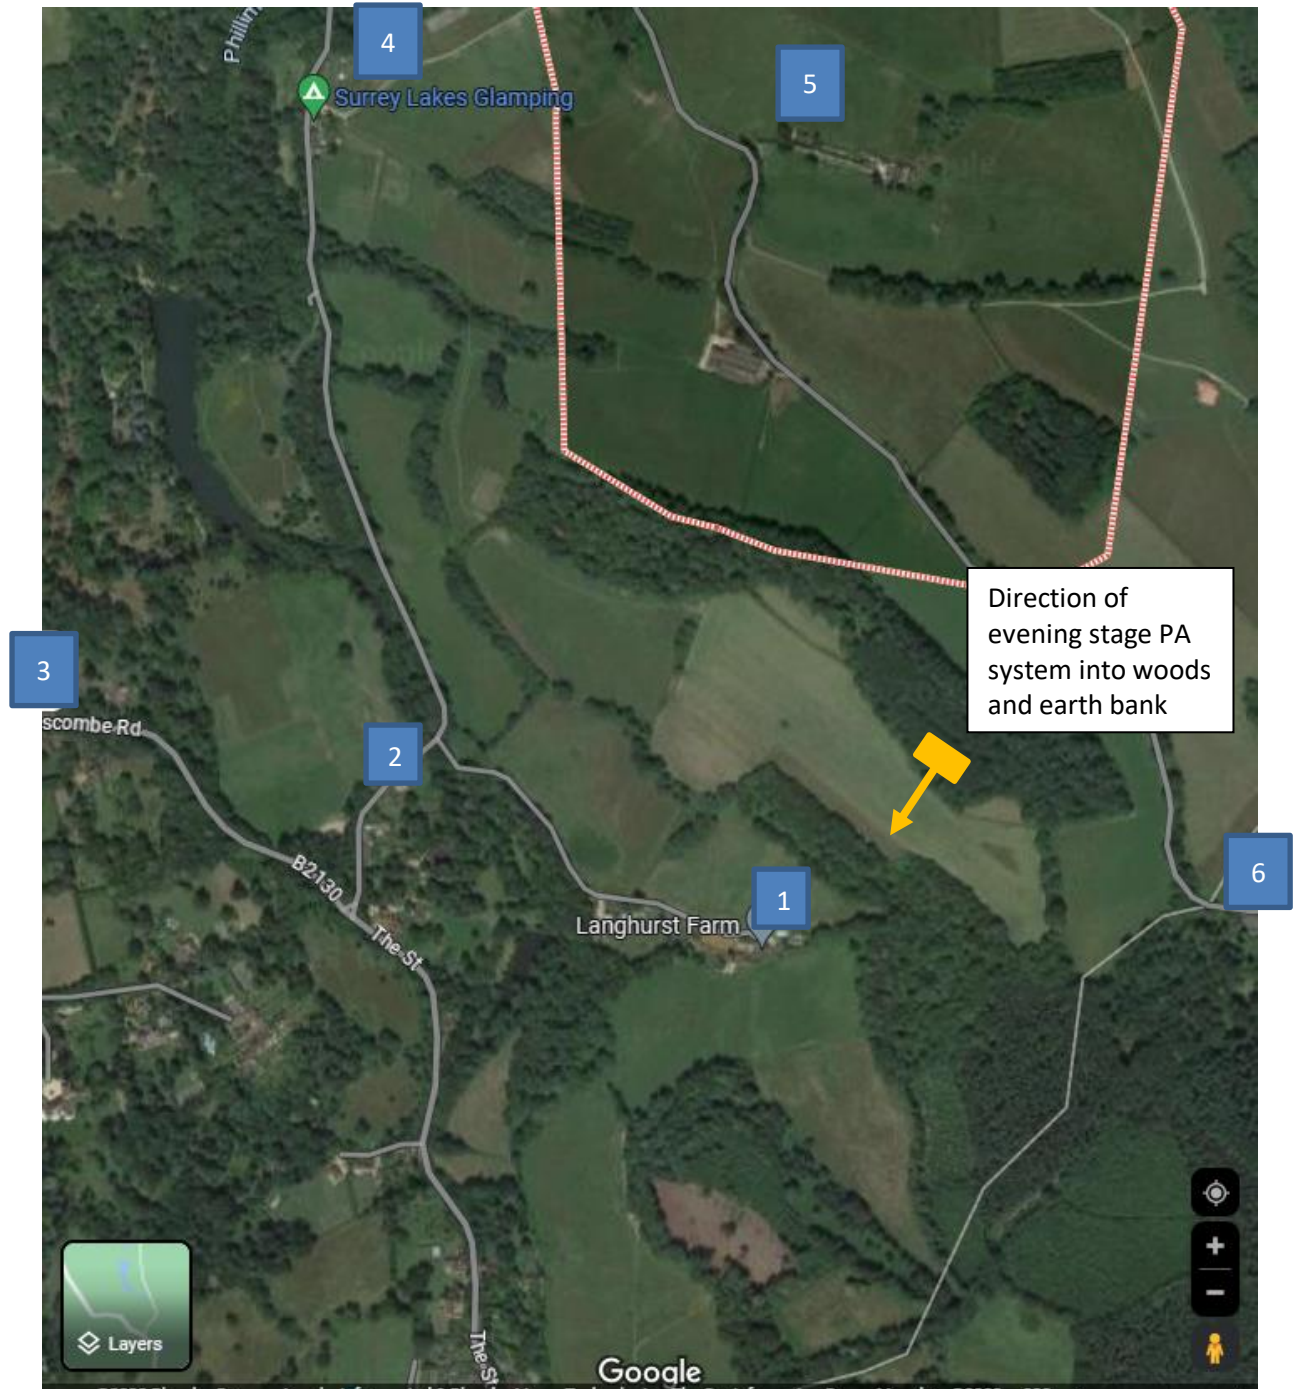 Phillim
4
Surrey Lakes Glamping
5
3
scombe Rd
2
Direction of
evening stage PA
system into woods
and earth bank
B2130
The St
1
Langhurst Farm
6
The St
Layers
Google